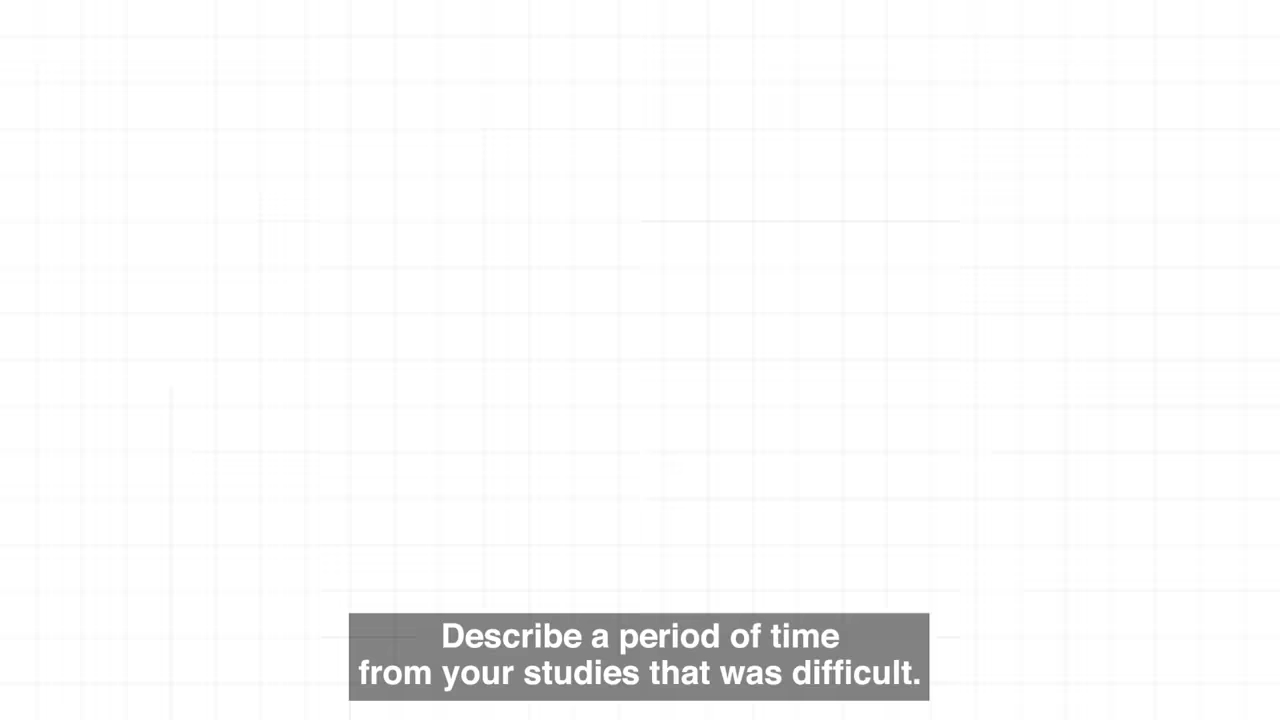 Describe a period of time
from your studies that was difficult.